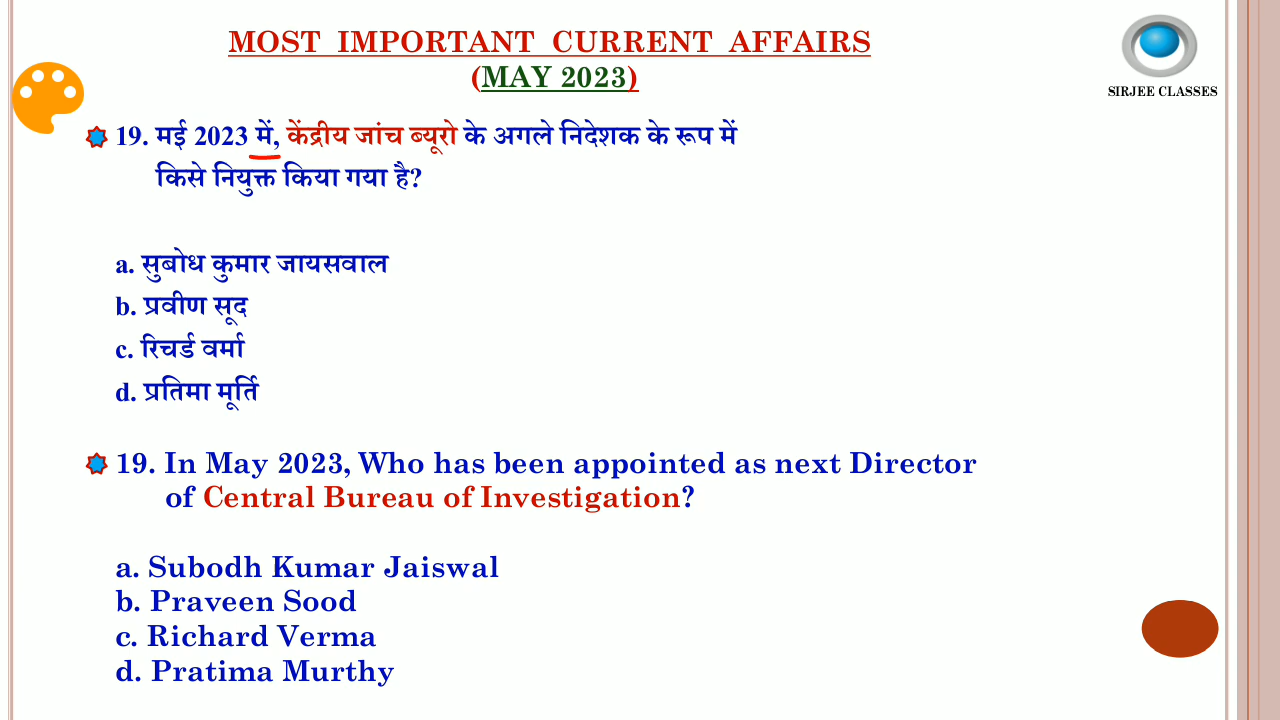 MOST IMPORTANT CURRENT AFFAIRS
(MAY 2023)
SIRJEE CLASSES
19. मई 2023 में, केंद्रीय जांच ब्यूरो के अगले निदेशक के रूप में
किसे नियुक्त किया गया है?
a. सुबोध कुमार जायसवाल
b. प्रवीण सूद
c. रिचर्ड वर्मा
d. प्रतिमा मूर्ति
19. In May 2023, Who has been appointed as next Director
of Central Bureau of Investigation?
a. Subodh Kumar Jaiswal
b. Praveen Sood
c. Richard Verma
d. Pratima Murthy